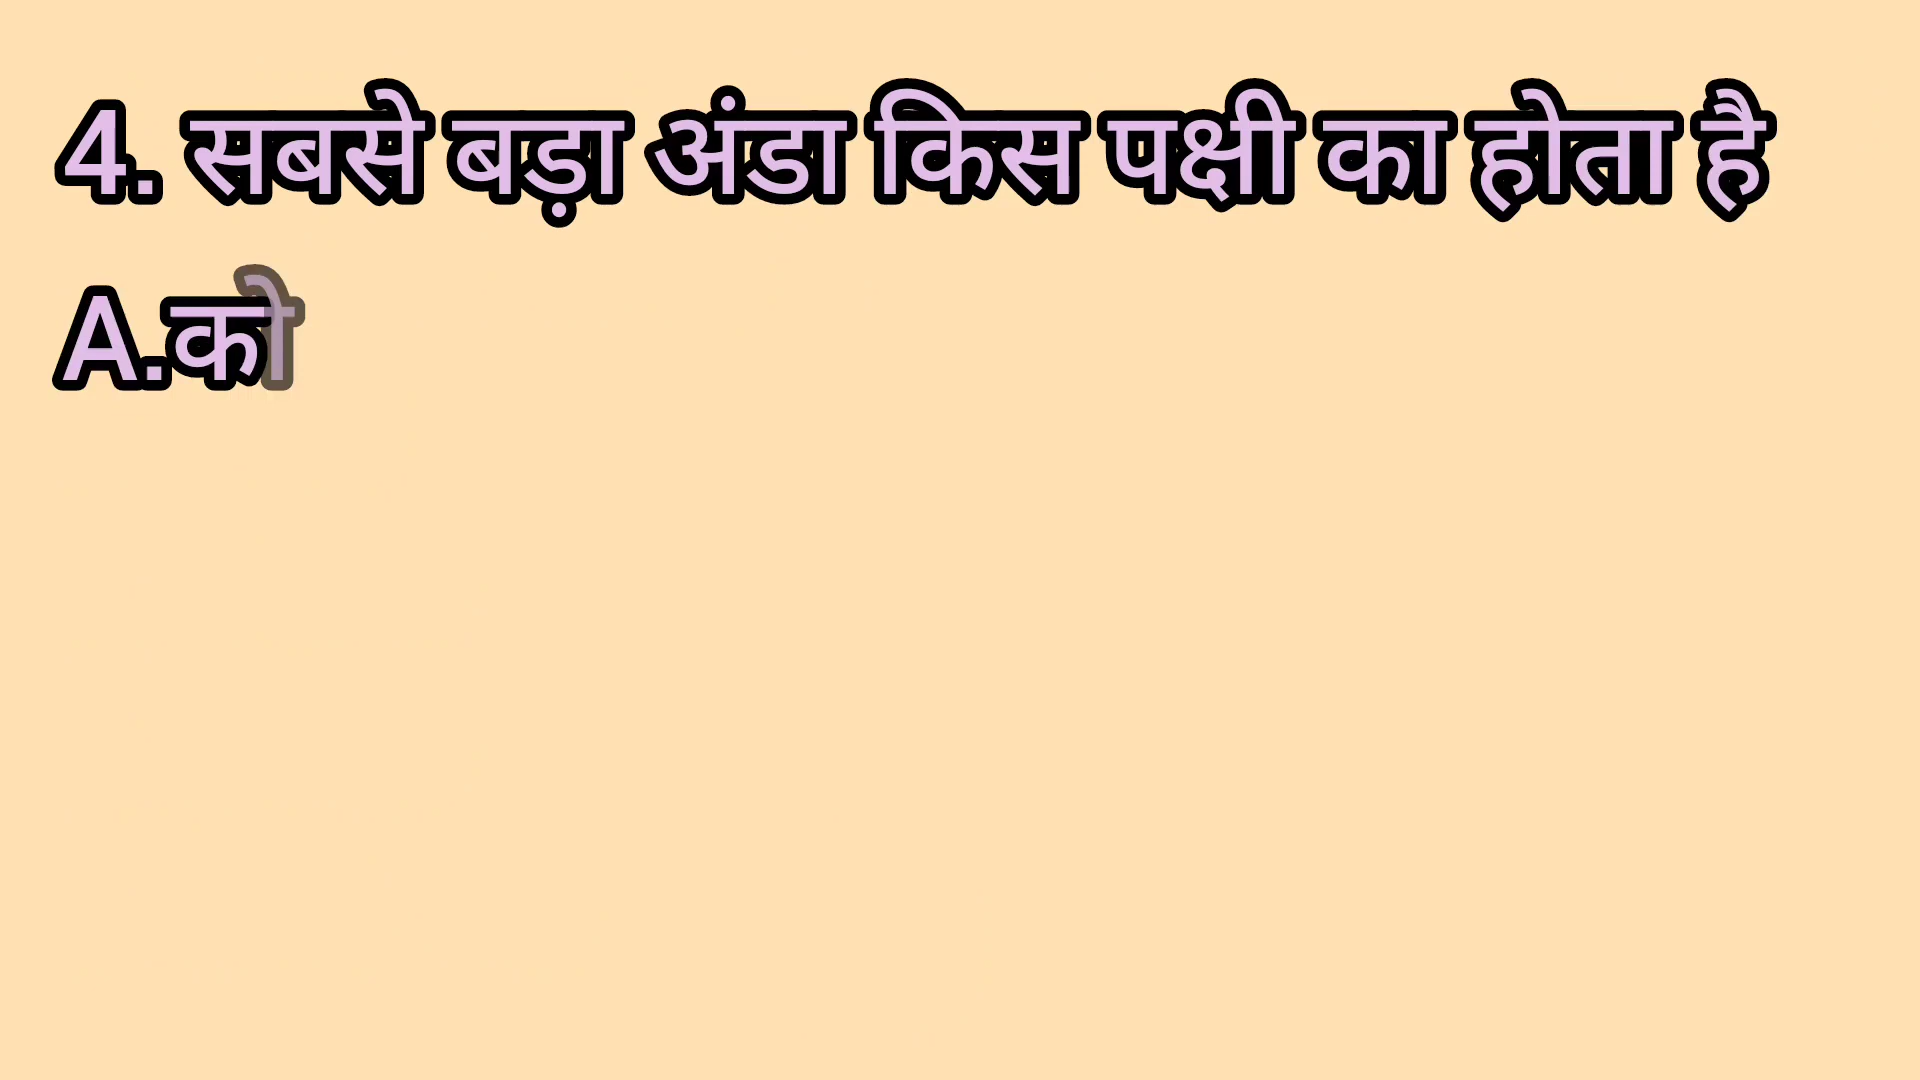 4. सबसे बड़ा अंडा किस पक्षी का होता है
A.को